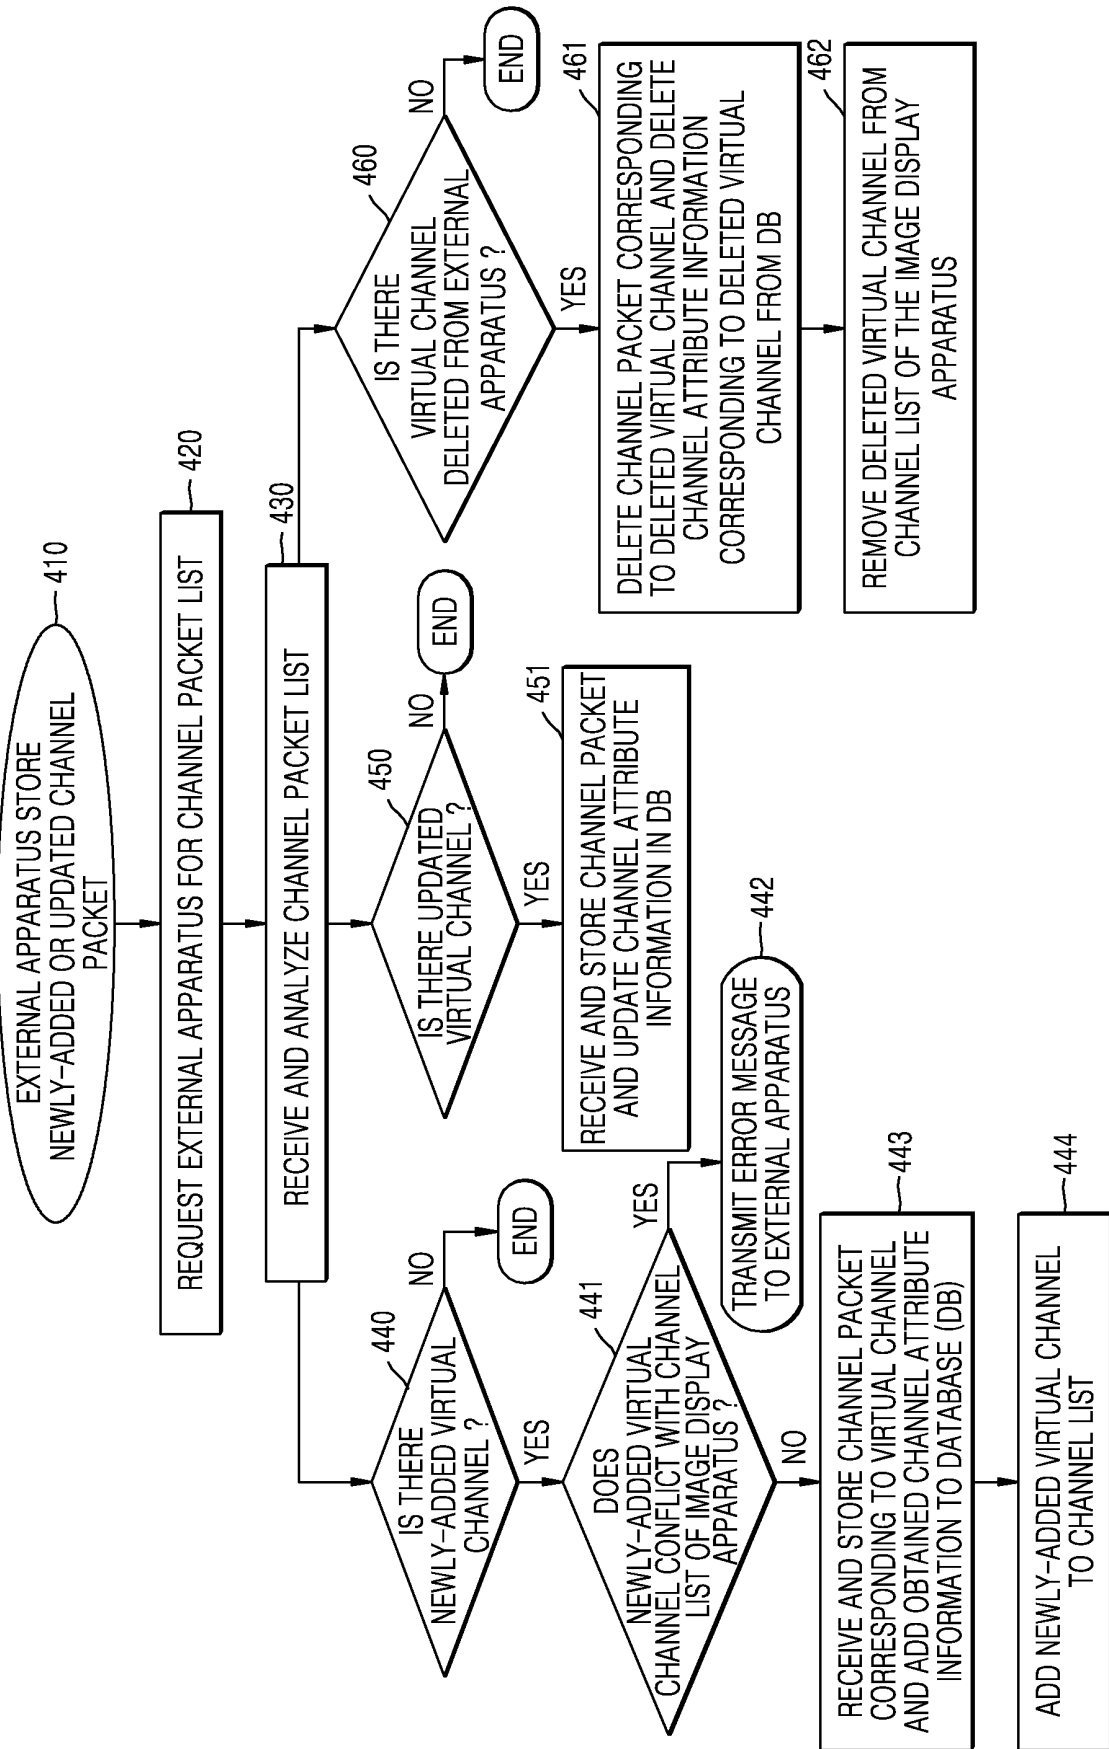 EXTERNAL APPARATUS STORE
NEWLY-ADDED OR UPDATED CHANNEL
PACKET
410
REQUEST EXTERNAL APPARATUS FOR CHANNEL PACKET LIST
420
RECEIVE AND ANALYZE CHANNEL PACKET LIST
430
IS THERE
NEWLY-ADDED VIRTUAL
CHANNEL ?
440
NO
END
YES
DOES
NEWLY-ADDED VIRTUAL
CHANNEL CONFLICT WITH CHANNEL
LIST OF IMAGE DISPLAY
APPARATUS ?
441
YES
TRANSMIT ERROR MESSAGE
TO EXTERNAL APPARATUS
442
NO
RECEIVE AND STORE CHANNEL PACKET
CORRESPONDING TO VIRTUAL CHANNEL
AND ADD OBTAINED CHANNEL ATTRIBUTE
INFORMATION TO DATABASE (DB)
443
ADD NEWLY-ADDED VIRTUAL CHANNEL
TO CHANNEL LIST
444
IS THERE UPDATED
VIRTUAL CHANNEL ?
450
NO
END
YES
RECEIVE AND STORE CHANNEL PACKET
AND UPDATE CHANNEL ATTRIBUTE
INFORMATION IN DB
451
IS THERE
VIRTUAL CHANNEL
DELETED FROM EXTERNAL
APPARATUS ?
460
NO
END
YES
DELETE CHANNEL PACKET CORRESPONDING
TO DELETED VIRTUAL CHANNEL AND DELETE
CHANNEL ATTRIBUTE INFORMATION
CORRESPONDING TO DELETED VIRTUAL
CHANNEL FROM DB
461
REMOVE DELETED VIRTUAL CHANNEL FROM
CHANNEL LIST OF THE IMAGE DISPLAY
APPARATUS
462